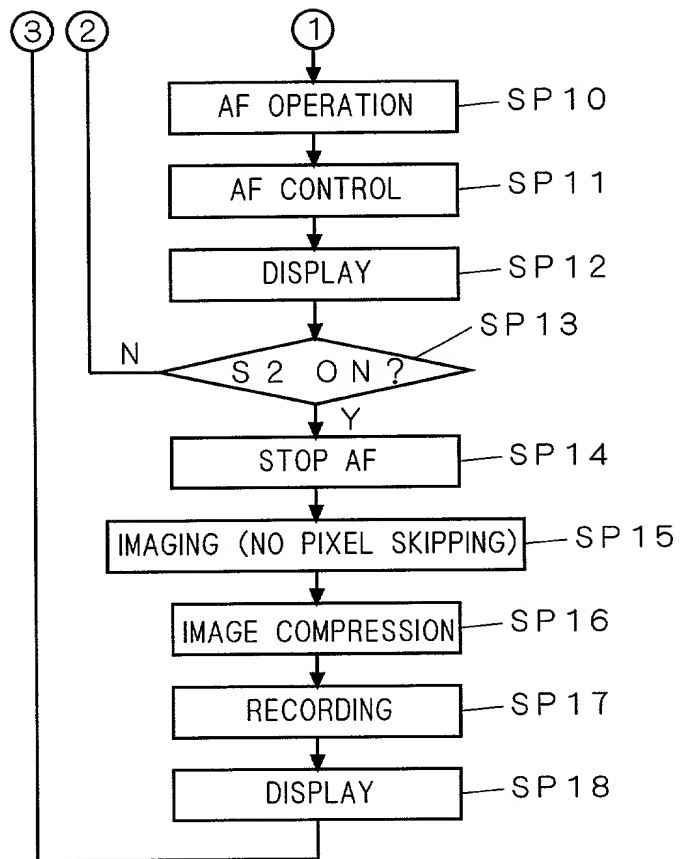 3 2 1
AF OPERATION SP10
AF CONTROL SP11
DISPLAY SP12
SP13
N S2 ON?
Y
STOP AF SP14
IMAGING (NO PIXEL SKIPPING) SP15
IMAGE COMPRESSION SP16
RECORDING SP17
DISPLAY SP18